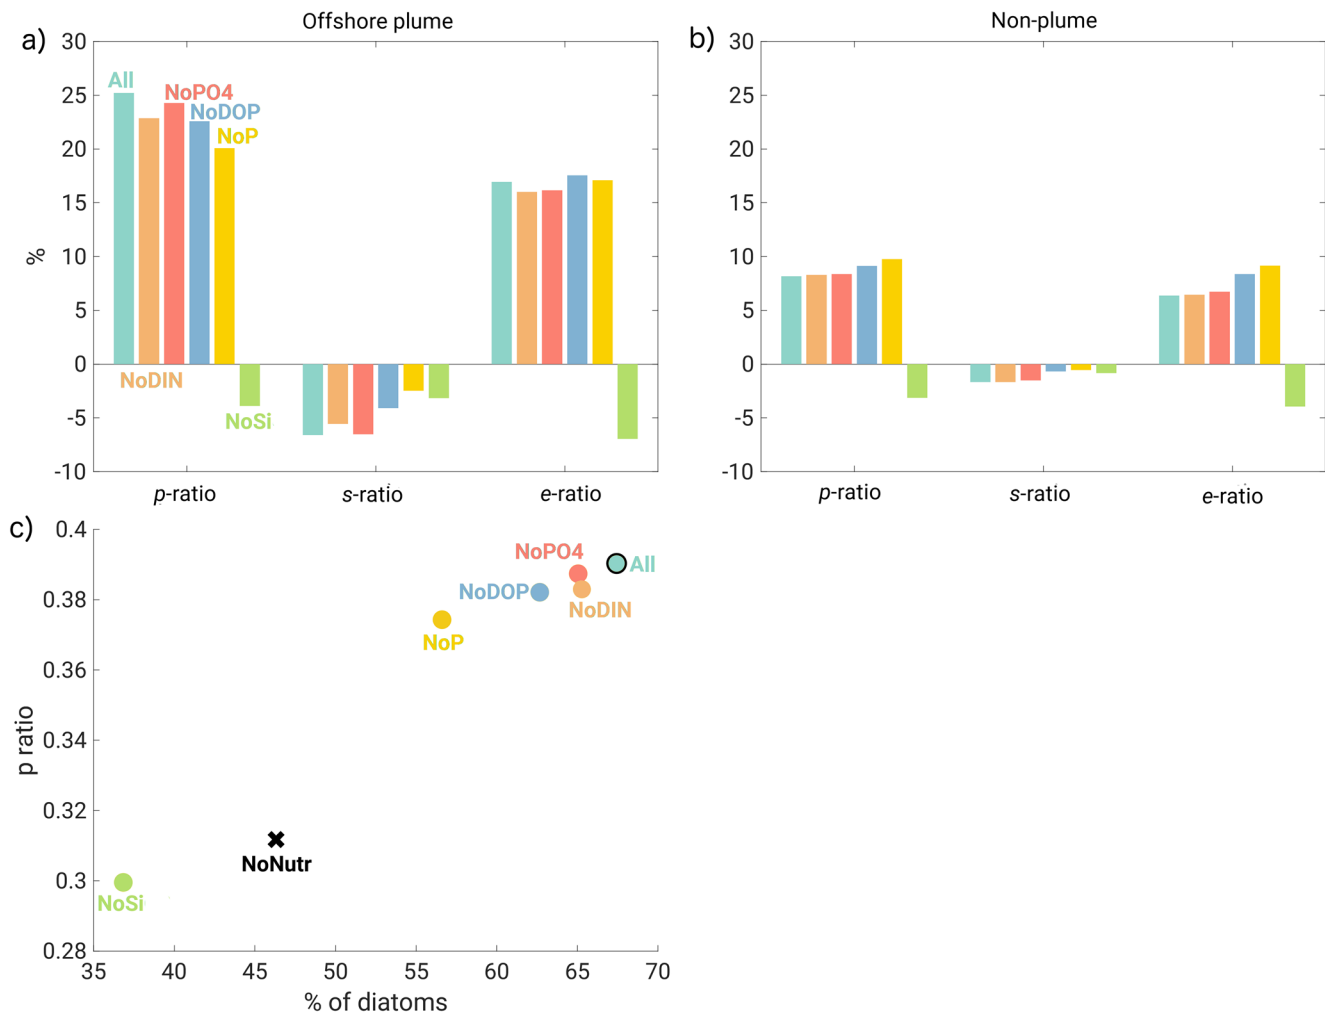 a)
Offshore plume
30
25
20
15
10
5
0
-5
-10
%
All
NoPO4
NoDOP
NoP
NoDIN
NoSi
p-ratio
s-ratio
e-ratio
b)
Non-plume
30
25
20
15
10
5
0
-5
-10
p-ratio
s-ratio
e-ratio
c)
0.4
0.38
0.36
0.34
0.32
0.3
0.28
p ratio
NoPO4
All
NoDOP
NoDIN
NoP
NoNutr
NoSi
35 40 45 50 55 60 65 70
% of diatoms